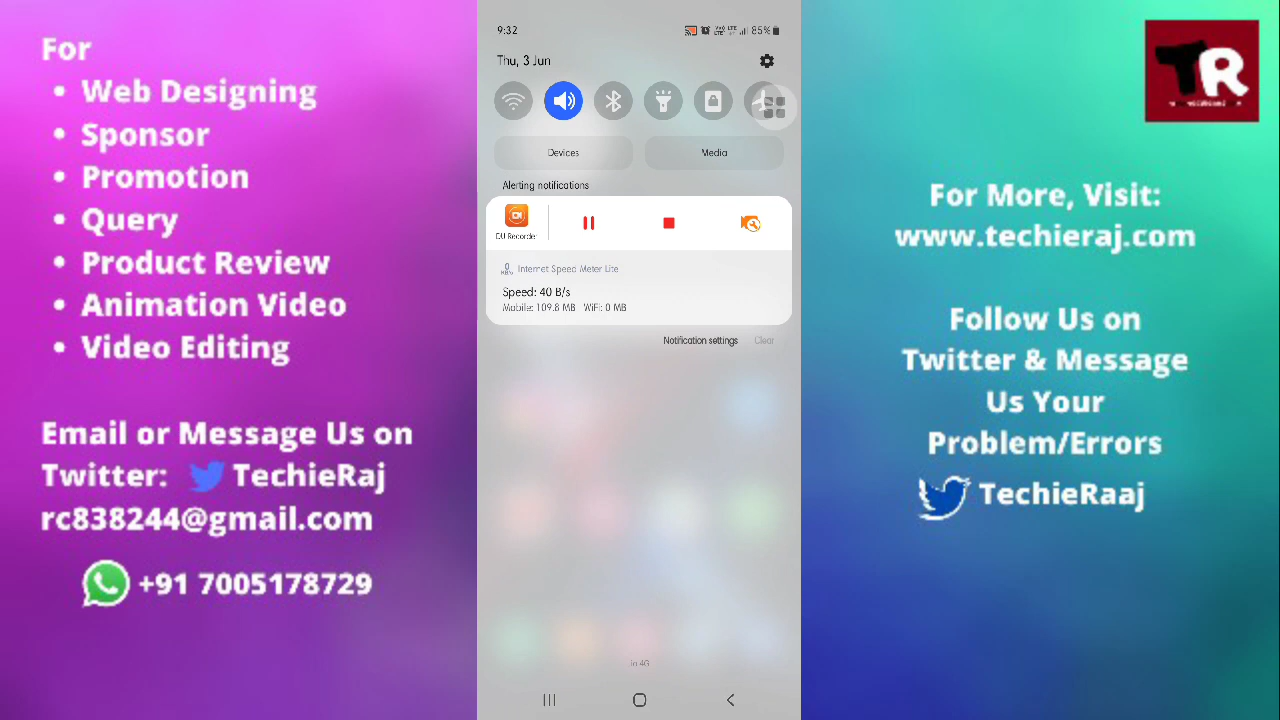 For
• Web Designing
• Sponsor
• Promotion
• Query
• Product Review
• Animation Video
• Video Editing
Email or Message Us on
Twitter: TechieRaj
rc838244@gmail.com
+91 7005178729
9:32
85%
Thu, 3 Jun
Devices
Media
Alerting notifications
DU Recorder
Internet Speed Meter Lite
Speed: 40 B/s
Mobile: 109.8 MB WiFi: 0 MB
Notification settings
Clear
4G
TR
For More, Visit:
www.techieraj.com
Follow Us on
Twitter & Message
Us Your
Problem/Errors
TechieRaaj